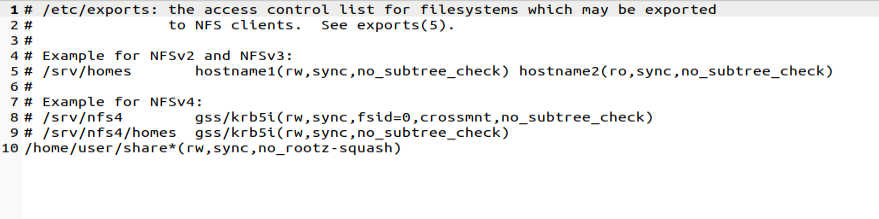 1 # /etc/exports: the access control list for filesystems which may be exported
2 #                 to NFS clients.  See exports(5).
3 #
4 # Example for NFSv2 and NFSv3:
5 # /srv/homes       hostname1(rw,sync,no_subtree_check) hostname2(ro,sync,no_subtree_check)
6 #
7 # Example for NFSv4:
8 # /srv/nfs4        gss/krb5i(rw,sync,fsid=0,crossmnt,no_subtree_check)
9 # /srv/nfs4/homes  gss/krb5i(rw,sync,no_subtree_check)
10 /home/user/share*(rw,sync,no_rootz-squash)